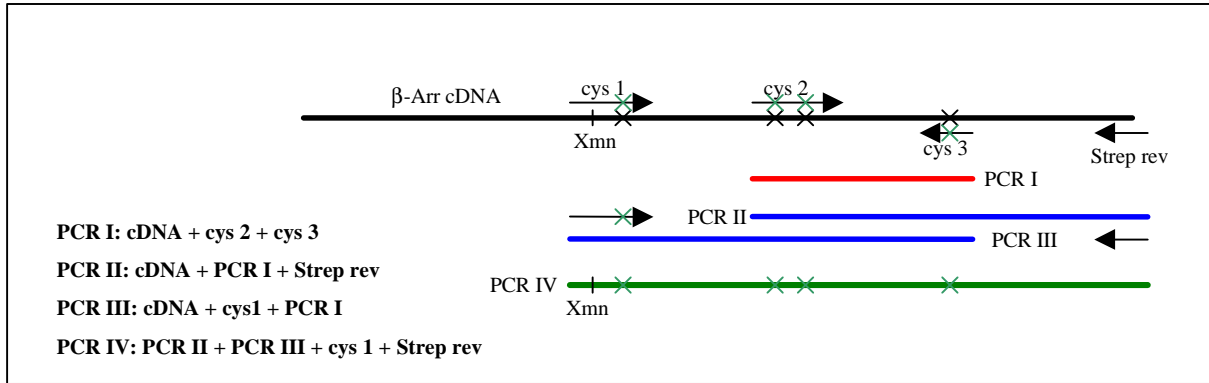 β-Arr cDNA
cys 1
cys 2
Xmn
cys 3
Strep rev
PCR I
PCR II
PCR III
PCR IV
Xmn
PCR I: cDNA + cys 2 + cys 3
PCR II: cDNA + PCR I + Strep rev
PCR III: cDNA + cys1 + PCR I
PCR IV: PCR II + PCR III + cys 1 + Strep rev